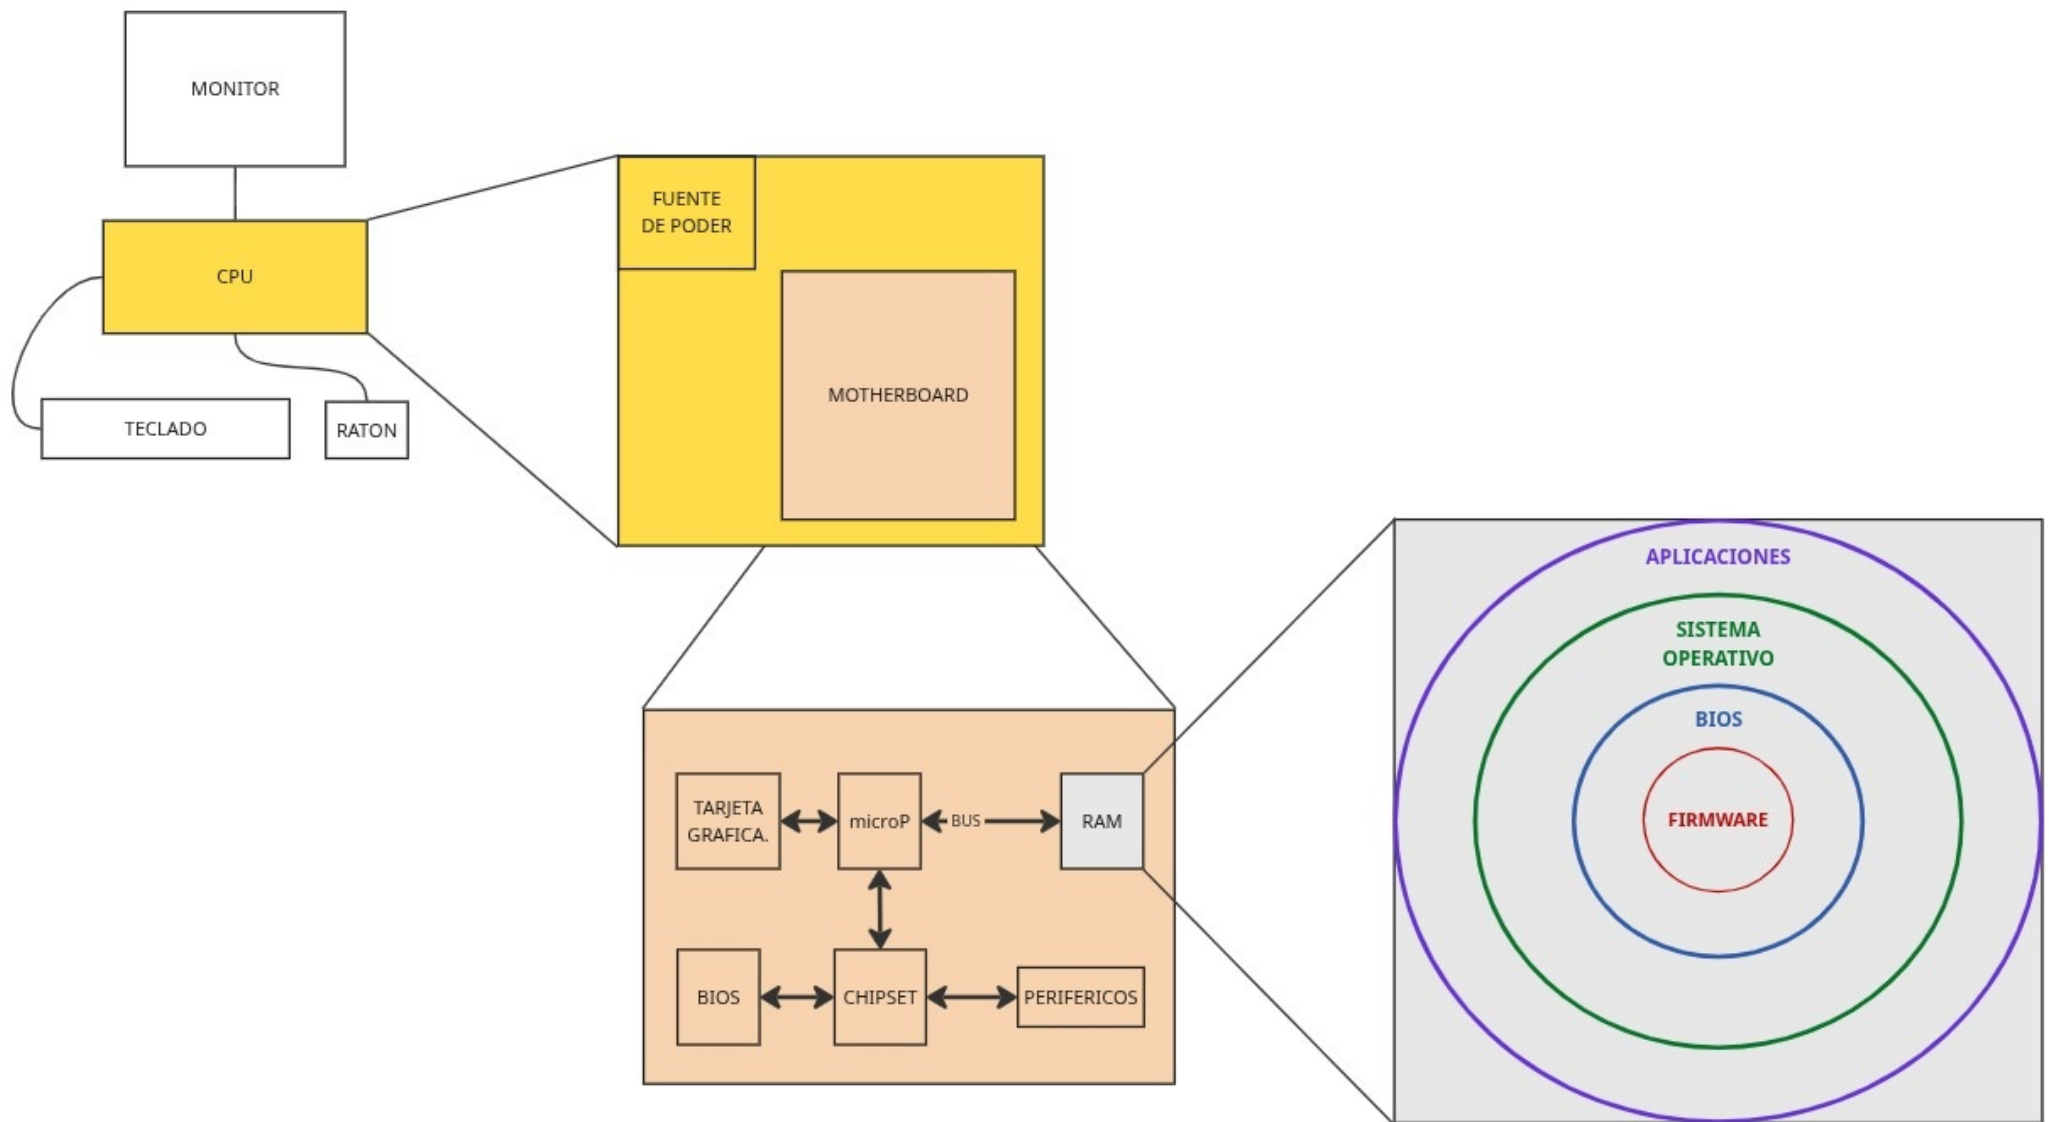 MONITOR
CPU
TECLADO
RATON
FUENTE
DE PODER
MOTHERBOARD
TARJETA
GRAFICA.
microP
BUS
RAM
BIOS
CHIPSET
PERIFERICOS
APLICACIONES
SISTEMA
OPERATIVO
BIOS
FIRMWARE